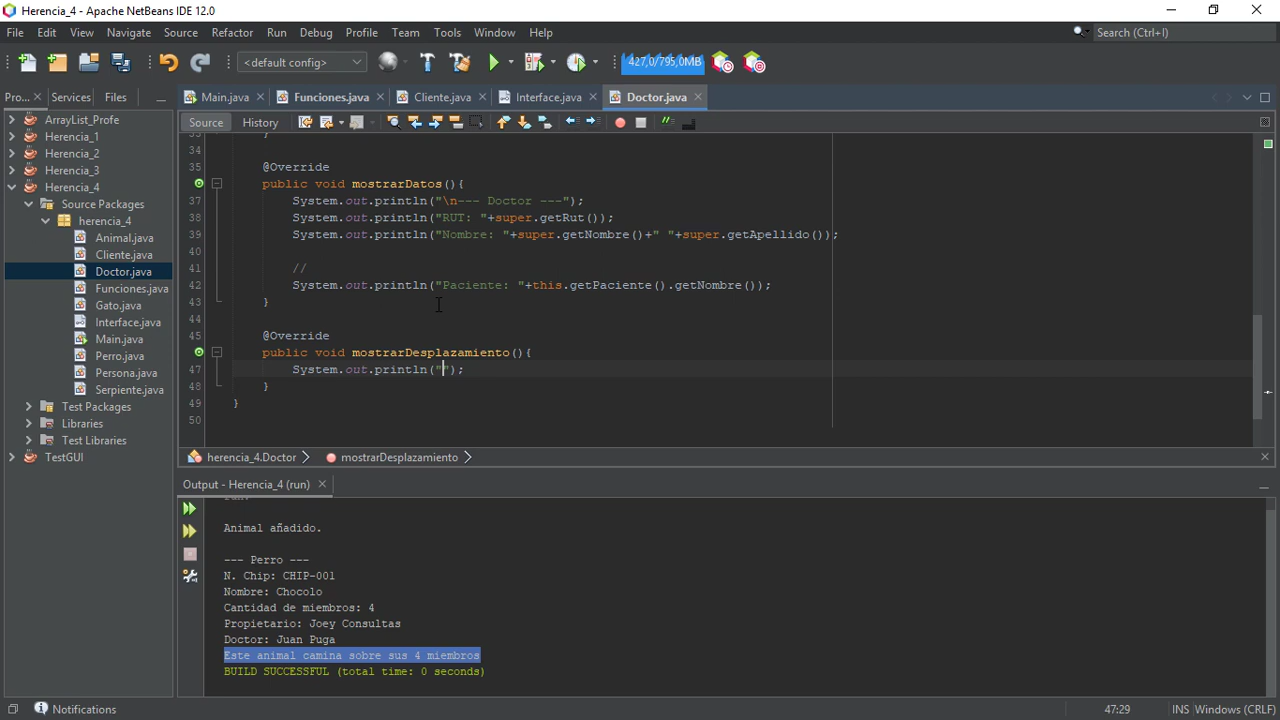 Herencia_4 - Apache NetBeans IDE 12.0
File Edit View Navigate Source Refactor Run Debug Profile Team Tools Window Help
Search (Ctrl+I)
<default config>
427,0/795,0MB
Pro... Services Files
Main.java Funciones.java Cliente.java Interface.java Doctor.java
Source History
ArrayList_Profe
Herencia_1
Herencia_2
Herencia_3
Herencia_4
Source Packages
herencia_4
Animal.java
Cliente.java
Doctor.java
Funciones.java
Gato.java
Interface.java
Main.java
Perro.java
Persona.java
Serpiente.java
Test Packages
Libraries
Test Libraries
TestGUI
33 }
34
35 @Override
public void mostrarDatos(){
37 System.out.println("\n--- Doctor ---");
38 System.out.println("RUT: "+super.getRut());
39 System.out.println("Nombre: "+super.getNombre()+" "+super.getApellido());
40
41 //
42 System.out.println("Paciente: "+this.getPaciente().getNombre());
43 }
44
45 @Override
public void mostrarDesplazamiento(){
47 System.out.println("");
48 }
49 }
50
herencia_4.Doctor mostrarDesplazamiento
Output - Herencia_4 (run)
run:
Animal añadido.
--- Perro ---
N. Chip: CHIP-001
Nombre: Chocolo
Cantidad de miembros: 4
Propietario: Joey Consultas
Doctor: Juan Puga
Este animal camina sobre sus 4 miembros
BUILD SUCCESSFUL (total time: 0 seconds)
Notifications
47:29 INS Windows (CRLF)